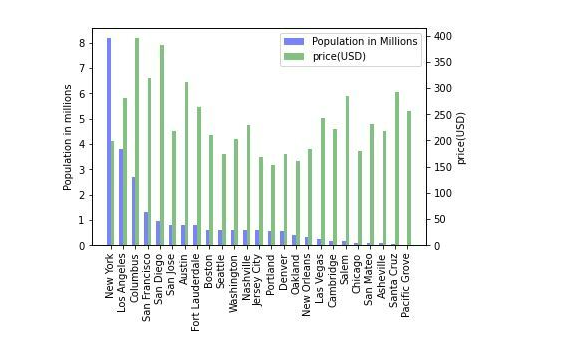 Population in Millions
price(USD)
Population in millions
8
7
6
5
4
3
2
1
0
400
350
300
250
200
150
100
50
0
price(USD)
New York
Los Angeles
Columbus
San Francisco
San Diego
San Jose
Austin
Fort Lauderdale
Boston
Seattle
Washington
Nashville
Jersey City
Portland
Denver
Oakland
New Orleans
Las Vegas
Cambridge
Salem
Chicago
San Mateo
Asheville
Santa Cruz
Pacific Grove